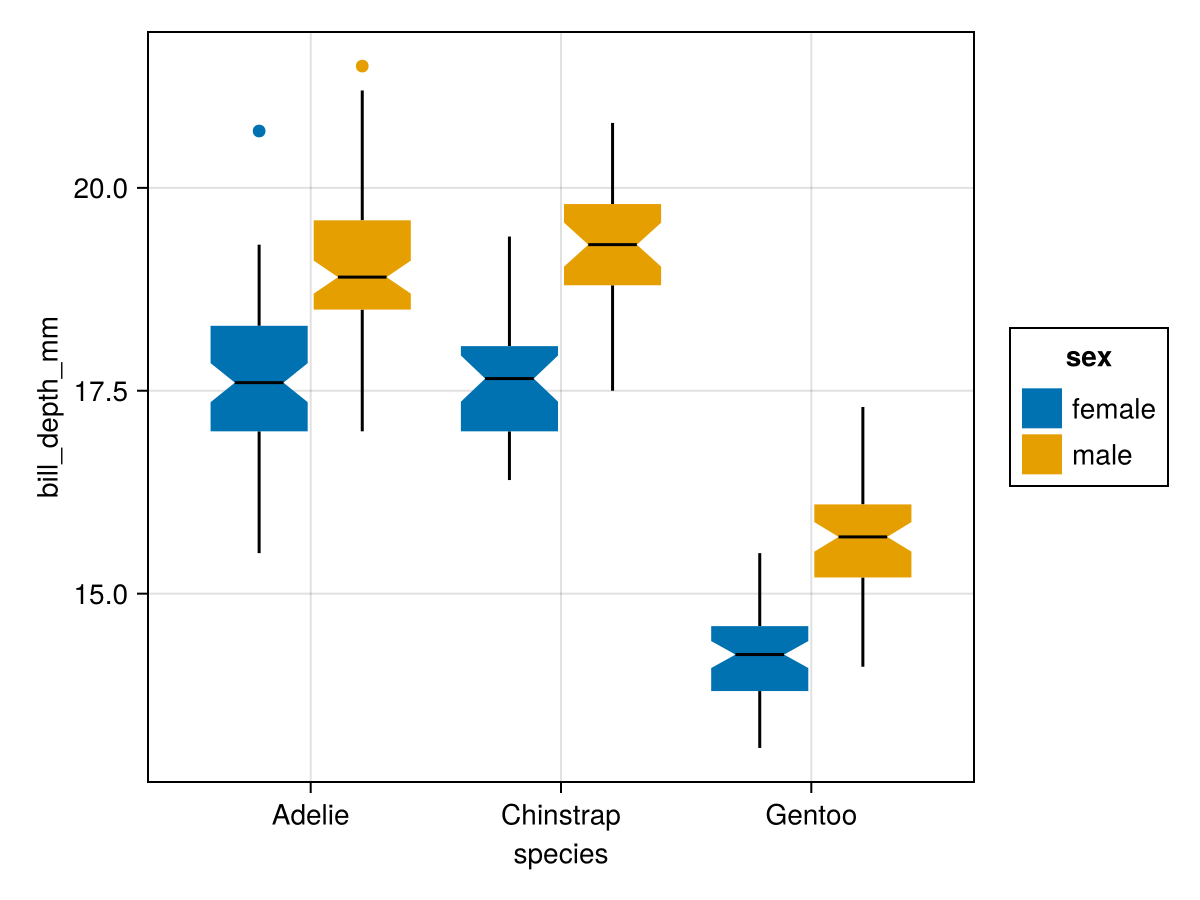 bill_depth_mm
20.0
17.5
15.0
Adelie
Chinstrap
Gentoo
species
sex
female
male